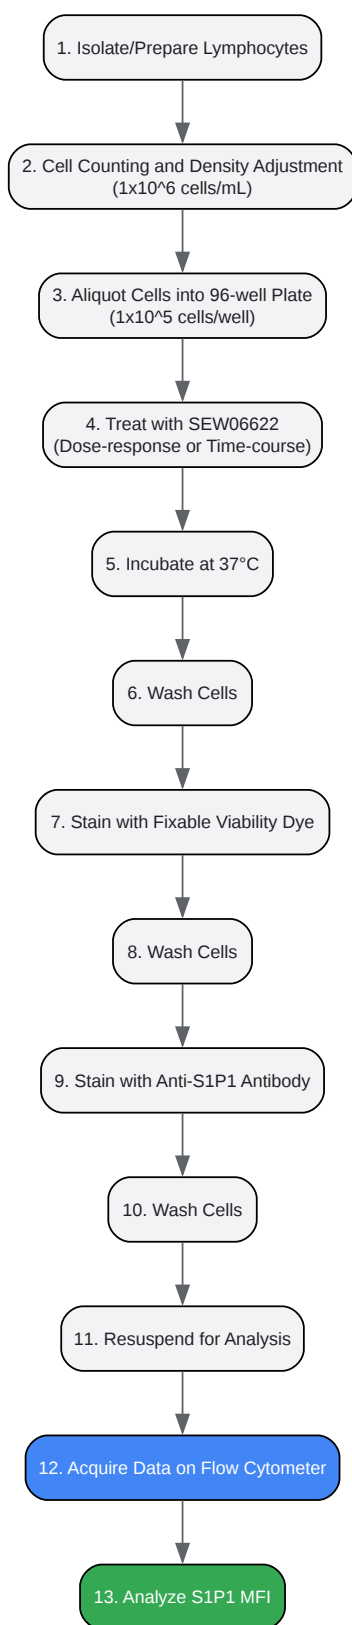 1. Isolate/Prepare Lymphocytes
2. Cell Counting and Density Adjustment
(1x10^6 cells/mL)
3. Aliquot Cells into 96-well Plate
(1x10^5 cells/well)
4. Treat with SEW06622
(Dose-response or Time-course)
5. Incubate at 37°C
6. Wash Cells
7. Stain with Fixable Viability Dye
8. Wash Cells
9. Stain with Anti-S1P1 Antibody
10. Wash Cells
11. Resuspend for Analysis
12. Acquire Data on Flow Cytometer
13. Analyze S1P1 MFI